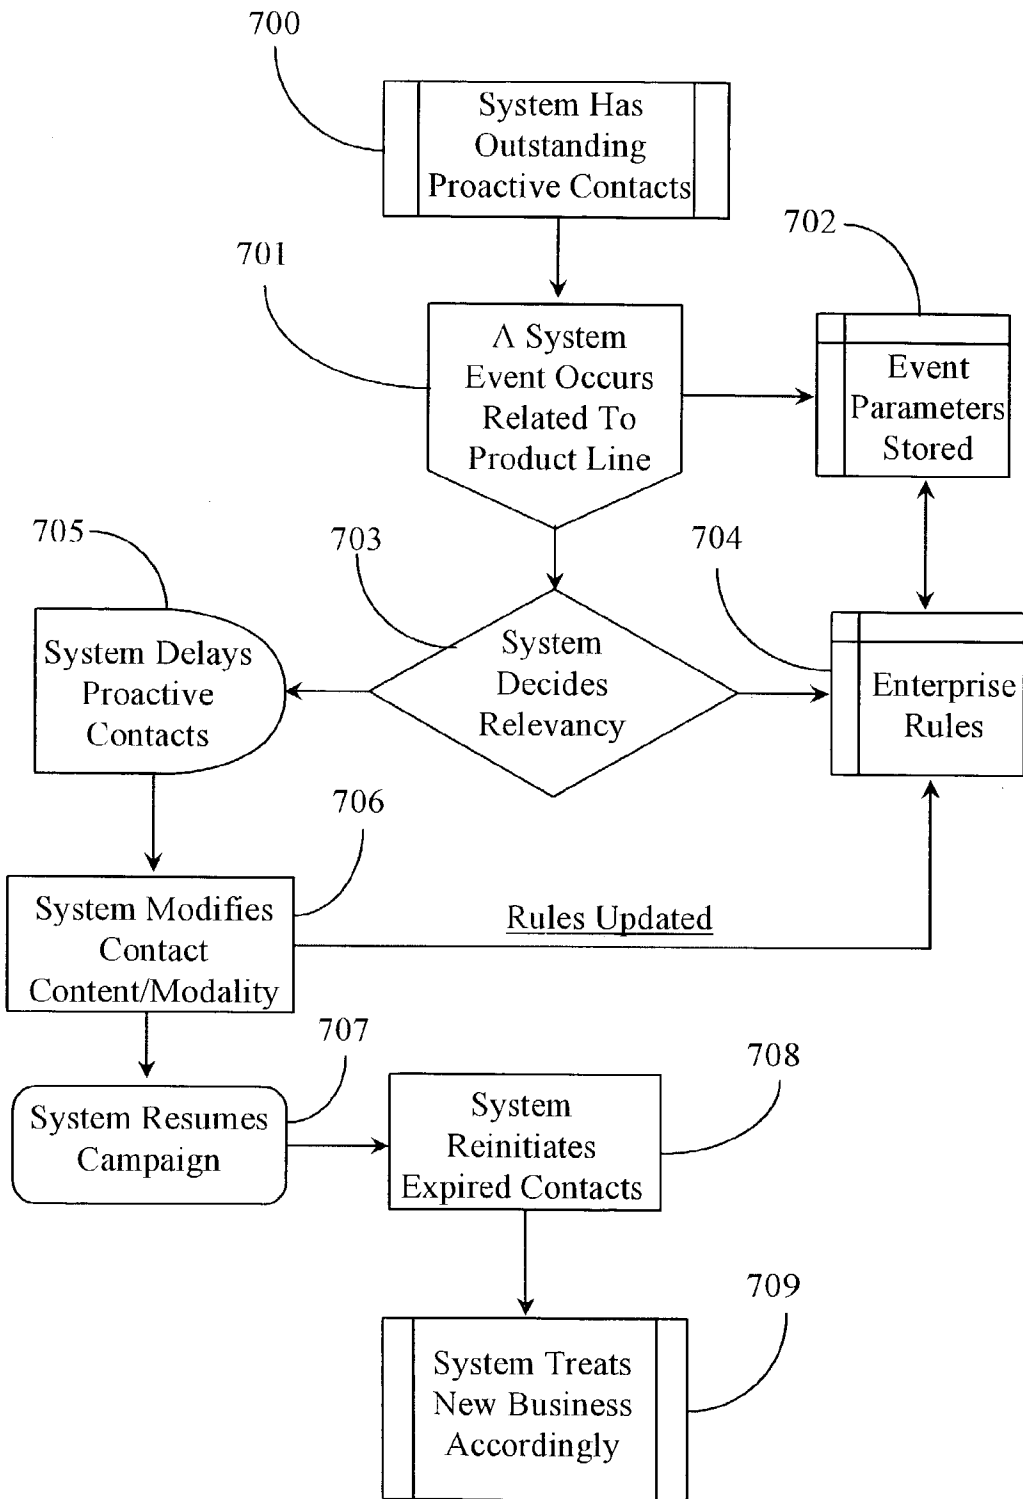 700
System Has
Outstanding
Proactive Contacts
701
A System
Event Occurs
Related To
Product Line
702
Event
Parameters
Stored
703
System
Decides
Relevancy
704
Enterprise
Rules
705
System Delays
Proactive
Contacts
706
System Modifies
Contact
Content/Modality
Rules Updated
707
System Resumes
Campaign
708
System
Reinitiates
Expired Contacts
709
System Treats
New Business
Accordingly